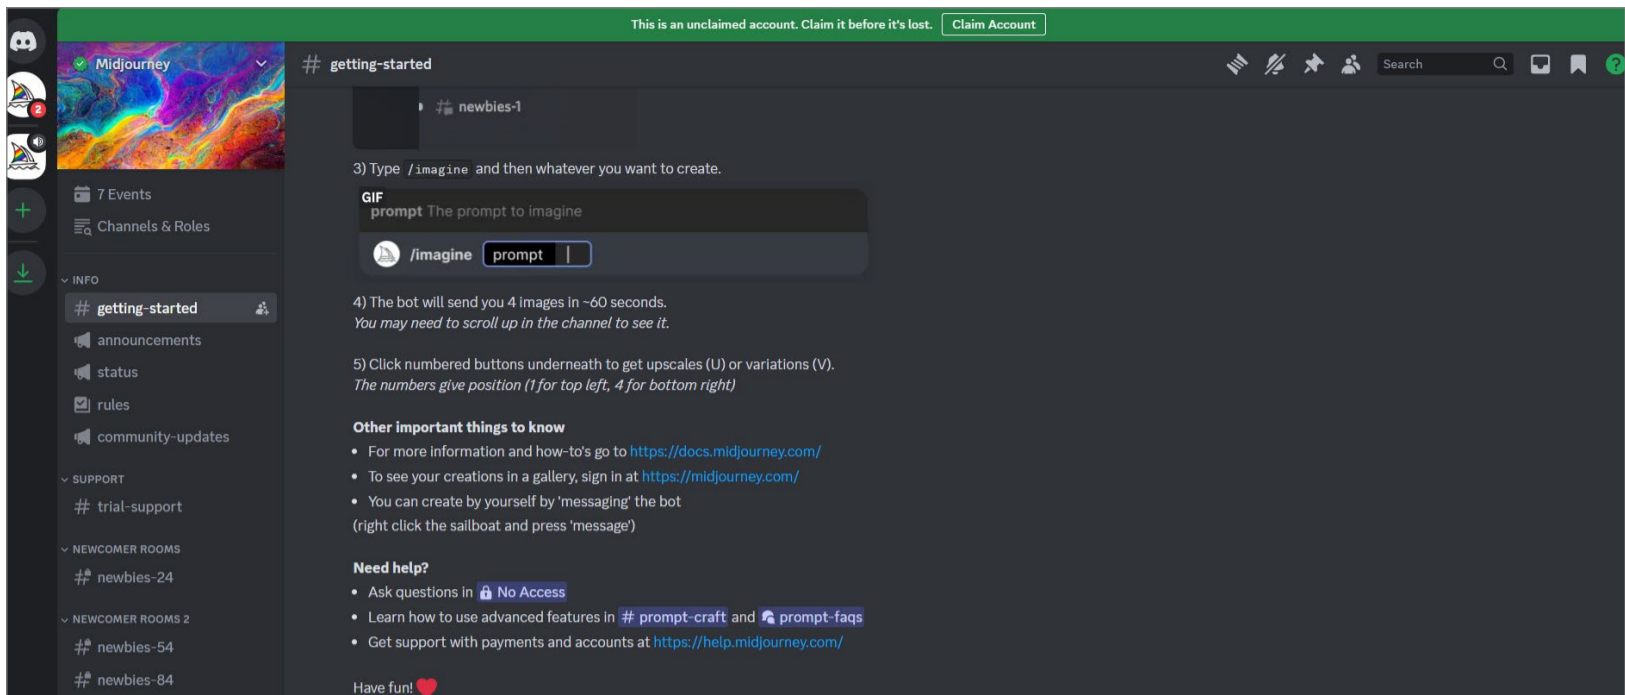 This is an unclaimed account. Claim it before it's lost. Claim Account
Midjourney
2
7 Events
Channels & Roles
INFO
getting-started
announcements
status
rules
community-updates
SUPPORT
trial-support
NEWCOMER ROOMS
newbies-24
NEWCOMER ROOMS 2
newbies-54
newbies-84
getting-started
Search
?
newbies-1
3) Type /imagine and then whatever you want to create.
GIF
prompt The prompt to imagine
/imagine prompt
4) The bot will send you 4 images in ~60 seconds.
You may need to scroll up in the channel to see it.
5) Click numbered buttons underneath to get upscales (U) or variations (V).
The numbers give position (1 for top left, 4 for bottom right)
Other important things to know
• For more information and how-to's go to https://docs.midjourney.com/
• To see your creations in a gallery, sign in at https://midjourney.com/
• You can create by yourself by 'messaging' the bot
(right click the sailboat and press 'message')
Need help?
• Ask questions in No Access
• Learn how to use advanced features in # prompt-craft and prompt-faqs
• Get support with payments and accounts at https://help.midjourney.com/
Have fun!